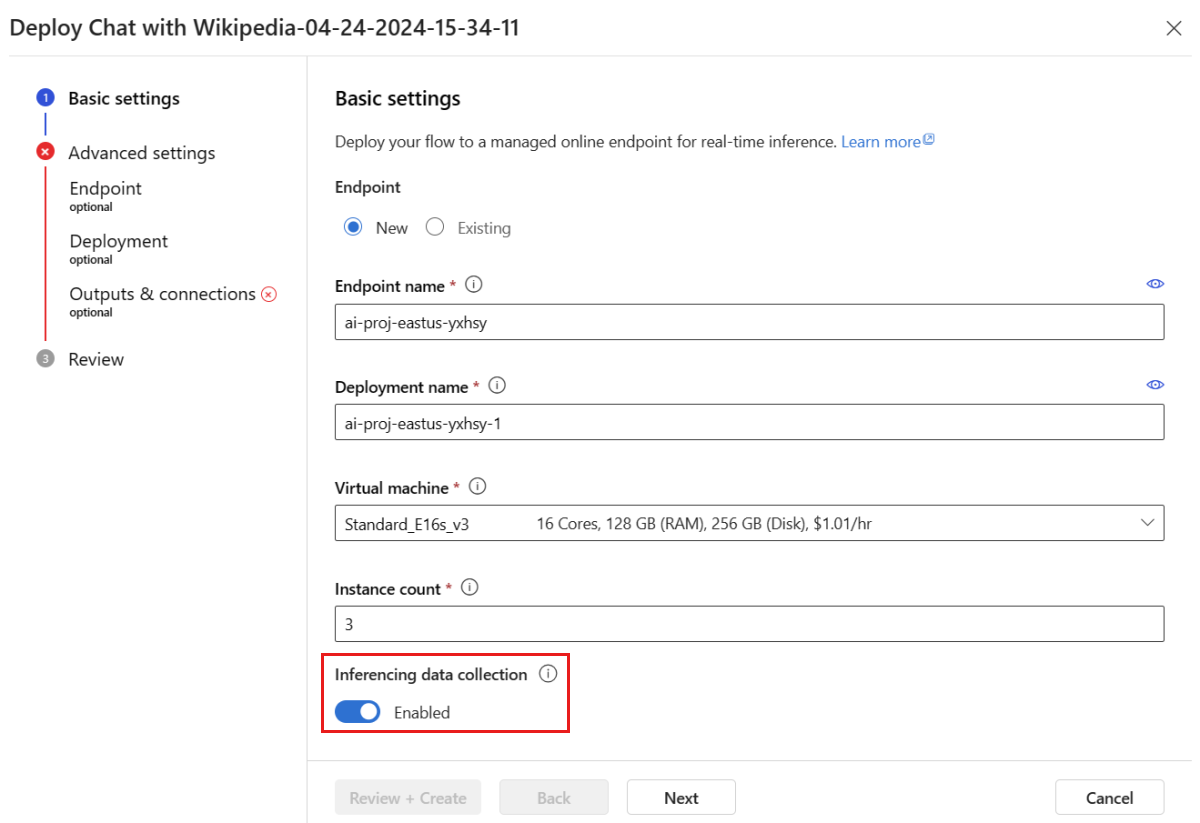 Deploy Chat with Wikipedia-04-24-2024-15-34-11
1 Basic settings
Advanced settings
Endpoint
optional
Deployment
optional
Outputs & connections
optional
3 Review
Basic settings
Deploy your flow to a managed online endpoint for real-time inference. Learn more
Endpoint
New Existing
Endpoint name *
ai-proj-eastus-yxhsy
Deployment name *
ai-proj-eastus-yxhsy-1
Virtual machine *
Standard_E16s_v3 16 Cores, 128 GB (RAM), 256 GB (Disk), $1.01/hr
Instance count *
3
Inferencing data collection
Enabled
Review + Create Back Next Cancel